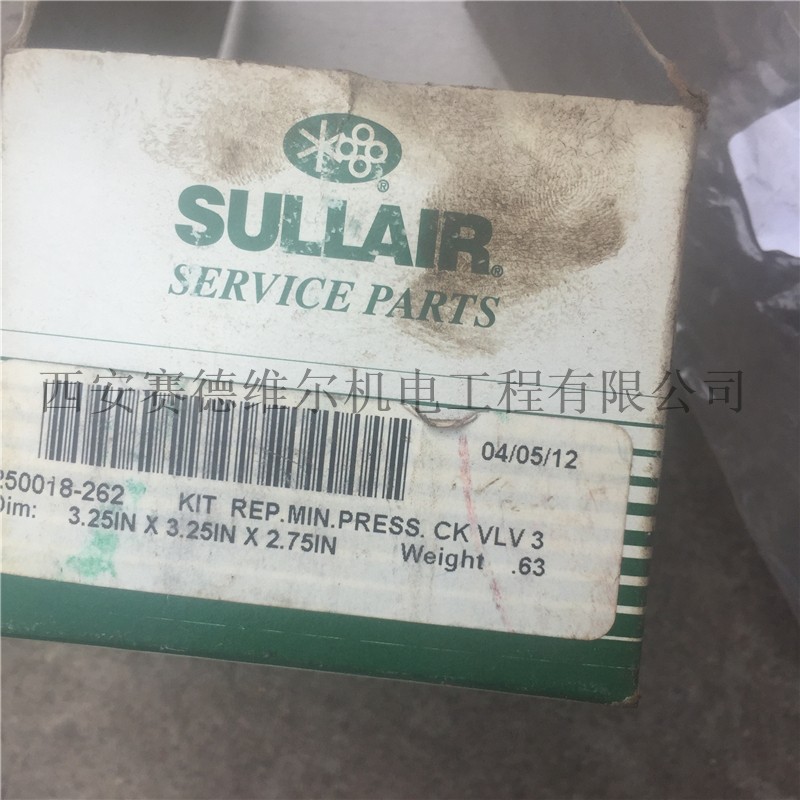 SULLAIR®
SERVICE PARTS
西安赛德维尔机电工程有限公司
04/05/12
250018-262 KIT REP.MIN.PRESS. CK VLV 3
Dim: 3.25IN X 3.25IN X 2.75IN Weight .63